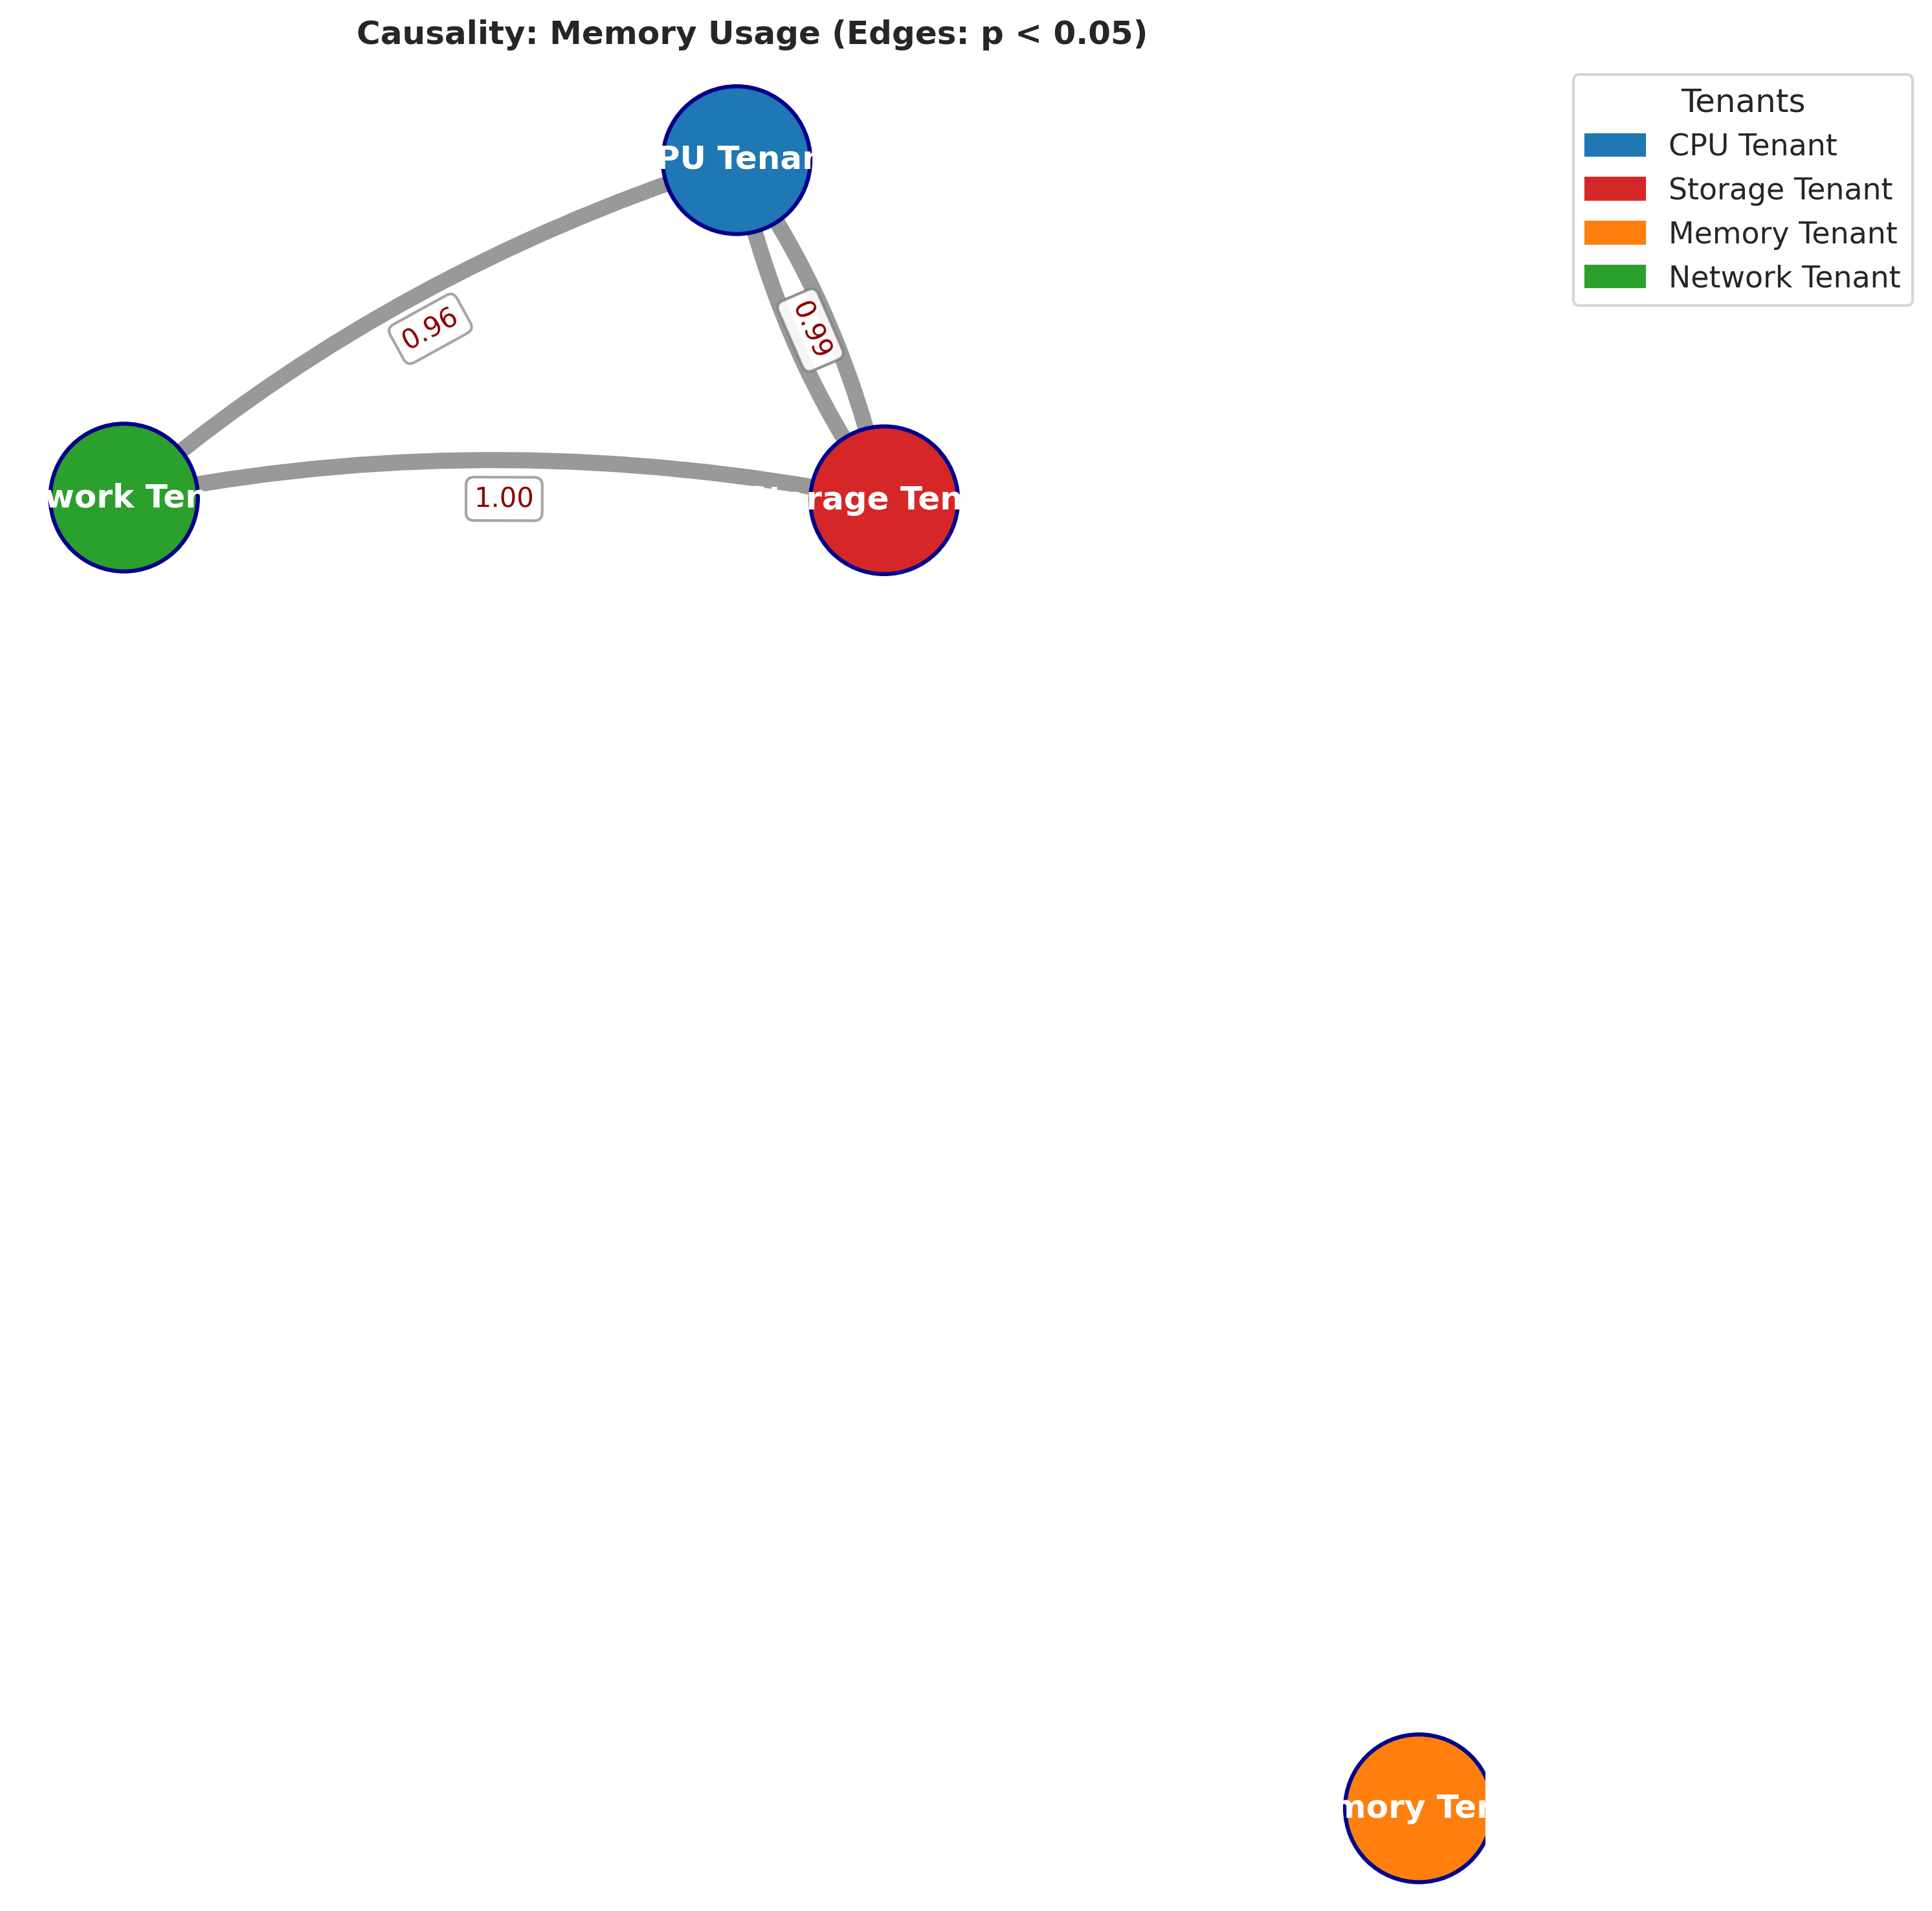 Causality: Memory Usage (Edges: p < 0.05)
Tenants
CPU Tenant
Storage Tenant
Memory Tenant
Network Tenant
PU Tenan
0.96
0.99
work Ten
1.00
rage Ten
mory Ten